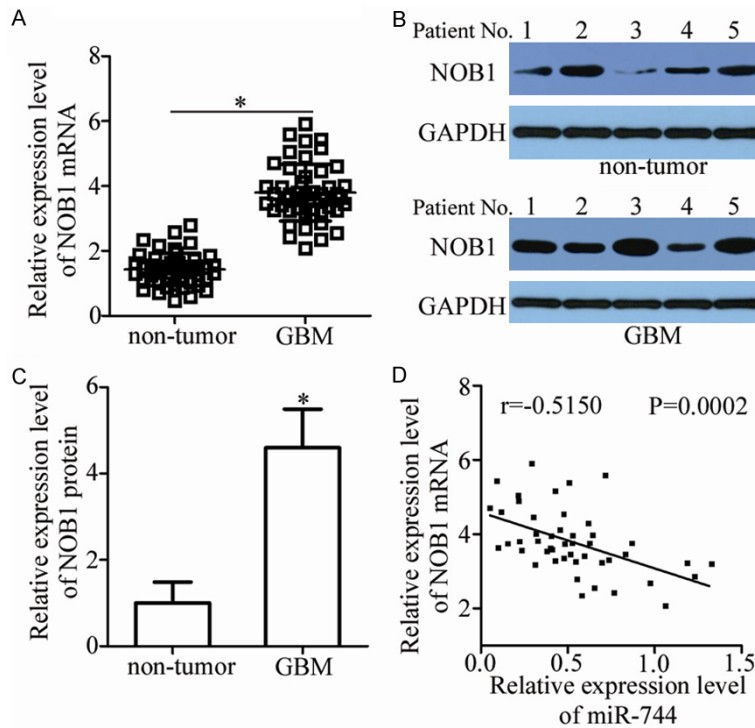 A
Relative expression level
of NOB1 mRNA
8
6
4
2
0
*
non-tumor GBM
B
Patient No. 1 2 3 4 5
NOB1
GAPDH
non-tumor
Patient No. 1 2 3 4 5
NOB1
GAPDH
GBM
C
Relative expression level
of NOB1 protein
6
4
2
0
*
non-tumor GBM
D
r=-0.5150 P=0.0002
Relative expression level
of NOB1 mRNA
8
6
4
2
0.0 0.5 1.0 1.5
Relative expression level
of miR-744